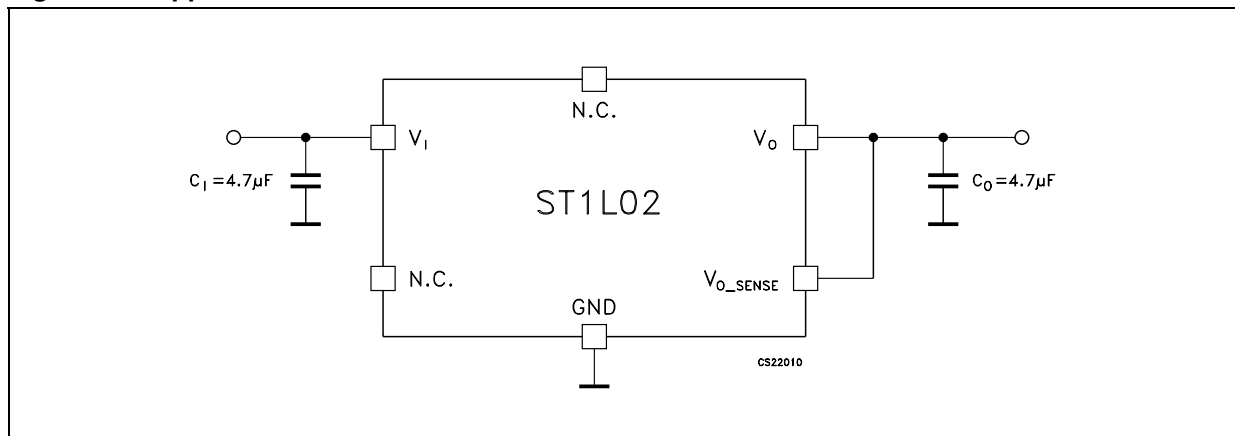 N.C.
V_I
V_O
C_I=4.7µF
C_O=4.7µF
ST1L02
N.C.
V_O_SENSE
GND
CS22010